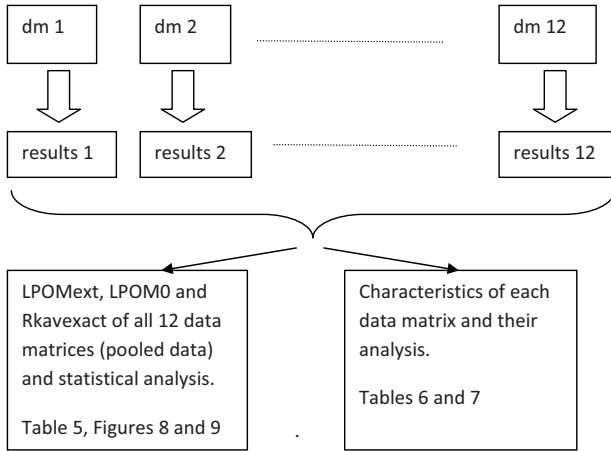 dm 1
dm 2
dm 12
results 1
results 2
results 12
LPOMext, LPOM0 and
Rkavexact of all 12 data
matrices (pooled data)
and statistical analysis.
Table 5, Figures 8 and 9
Characteristics of each
data matrix and their
analysis.
Tables 6 and 7
.